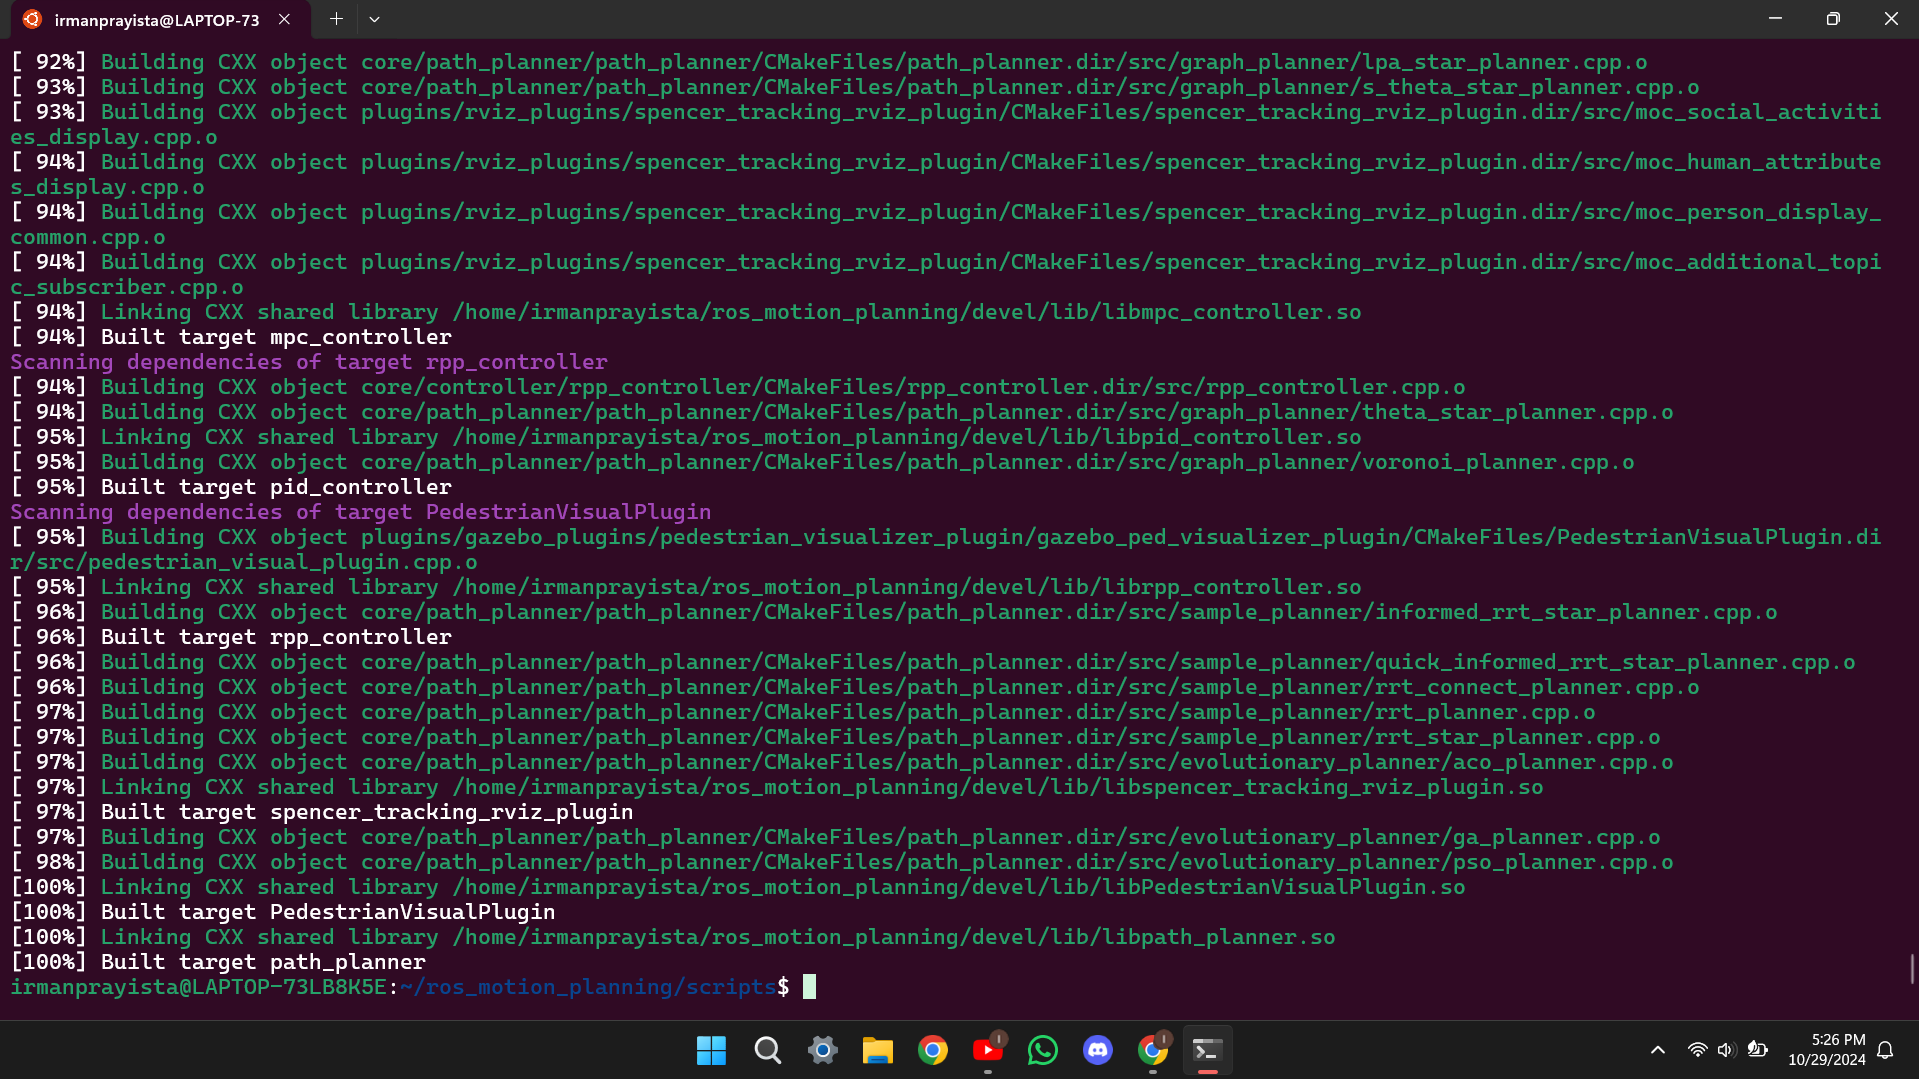 irmanprayista@LAPTOP-73
[ 92%] Building CXX object core/path_planner/path_planner/CMakeFiles/path_planner.dir/src/graph_planner/lpa_star_planner.cpp.o
[ 93%] Building CXX object core/path_planner/path_planner/CMakeFiles/path_planner.dir/src/graph_planner/s_theta_star_planner.cpp.o
[ 93%] Building CXX object plugins/rviz_plugins/spencer_tracking_rviz_plugin/CMakeFiles/spencer_tracking_rviz_plugin.dir/src/moc_social_activiti
es_display.cpp.o
[ 94%] Building CXX object plugins/rviz_plugins/spencer_tracking_rviz_plugin/CMakeFiles/spencer_tracking_rviz_plugin.dir/src/moc_human_attribute
s_display.cpp.o
[ 94%] Building CXX object plugins/rviz_plugins/spencer_tracking_rviz_plugin/CMakeFiles/spencer_tracking_rviz_plugin.dir/src/moc_person_display_
common.cpp.o
[ 94%] Building CXX object plugins/rviz_plugins/spencer_tracking_rviz_plugin/CMakeFiles/spencer_tracking_rviz_plugin.dir/src/moc_additional_topi
c_subscriber.cpp.o
[ 94%] Linking CXX shared library /home/irmanprayista/ros_motion_planning/devel/lib/libmpc_controller.so
[ 94%] Built target mpc_controller
Scanning dependencies of target rpp_controller
[ 94%] Building CXX object core/controller/rpp_controller/CMakeFiles/rpp_controller.dir/src/rpp_controller.cpp.o
[ 94%] Building CXX object core/path_planner/path_planner/CMakeFiles/path_planner.dir/src/graph_planner/theta_star_planner.cpp.o
[ 95%] Linking CXX shared library /home/irmanprayista/ros_motion_planning/devel/lib/libpid_controller.so
[ 95%] Building CXX object core/path_planner/path_planner/CMakeFiles/path_planner.dir/src/graph_planner/voronoi_planner.cpp.o
[ 95%] Built target pid_controller
Scanning dependencies of target PedestrianVisualPlugin
[ 95%] Building CXX object plugins/gazebo_plugins/pedestrian_visualizer_plugin/gazebo_ped_visualizer_plugin/CMakeFiles/PedestrianVisualPlugin.di
r/src/pedestrian_visual_plugin.cpp.o
[ 95%] Linking CXX shared library /home/irmanprayista/ros_motion_planning/devel/lib/librpp_controller.so
[ 96%] Building CXX object core/path_planner/path_planner/CMakeFiles/path_planner.dir/src/sample_planner/informed_rrt_star_planner.cpp.o
[ 96%] Built target rpp_controller
[ 96%] Building CXX object core/path_planner/path_planner/CMakeFiles/path_planner.dir/src/sample_planner/quick_informed_rrt_star_planner.cpp.o
[ 96%] Building CXX object core/path_planner/path_planner/CMakeFiles/path_planner.dir/src/sample_planner/rrt_connect_planner.cpp.o
[ 97%] Building CXX object core/path_planner/path_planner/CMakeFiles/path_planner.dir/src/sample_planner/rrt_planner.cpp.o
[ 97%] Building CXX object core/path_planner/path_planner/CMakeFiles/path_planner.dir/src/sample_planner/rrt_star_planner.cpp.o
[ 97%] Building CXX object core/path_planner/path_planner/CMakeFiles/path_planner.dir/src/evolutionary_planner/aco_planner.cpp.o
[ 97%] Linking CXX shared library /home/irmanprayista/ros_motion_planning/devel/lib/libspencer_tracking_rviz_plugin.so
[ 97%] Built target spencer_tracking_rviz_plugin
[ 97%] Building CXX object core/path_planner/path_planner/CMakeFiles/path_planner.dir/src/evolutionary_planner/ga_planner.cpp.o
[ 98%] Building CXX object core/path_planner/path_planner/CMakeFiles/path_planner.dir/src/evolutionary_planner/pso_planner.cpp.o
[100%] Linking CXX shared library /home/irmanprayista/ros_motion_planning/devel/lib/libPedestrianVisualPlugin.so
[100%] Built target PedestrianVisualPlugin
[100%] Linking CXX shared library /home/irmanprayista/ros_motion_planning/devel/lib/libpath_planner.so
[100%] Built target path_planner
irmanprayista@LAPTOP-73LB8K5E:~/ros_motion_planning/scripts$
5:26 PM
10/29/2024